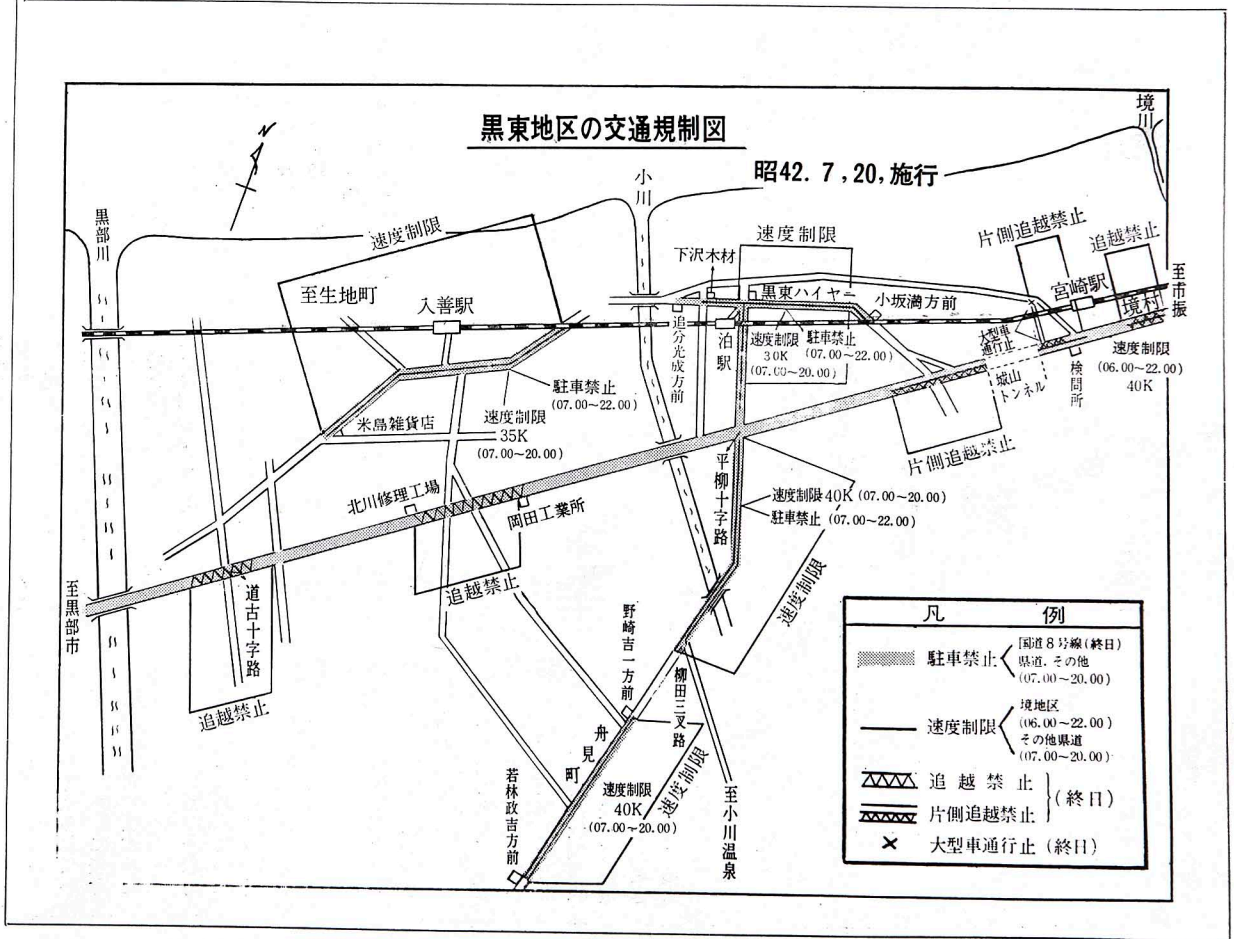 黒東地区の交通規制図
昭42. 7, 20, 施行
境川
小川
黒部川
N
速度制限
至生地町
入善駅
駐車禁止
(07.00~22.00)
速度制限
35K
(07.00~20.00)
米島雑貨店
下沢木材
速度制限
黒東ハイヤー
小坂満方前
追分光成方前
泊駅
速度制限
30K
(07.00~20.00)
駐車禁止
(07.00~22.00)
片側追越禁止
追越禁止
宮崎駅
境村
至市振
大型車
通行止
城山
トンネル
検問所
速度制限
(06.00~22.00)
40K
片側追越禁止
北川修理工場
岡田工業所
追越禁止
平柳十字路
速度制限 40K (07.00~20.00)
駐車禁止 (07.00~22.00)
速度制限
至黒部市
道古十字路
追越禁止
野崎吉一方前
柳田三叉路
舟見町
速度制限
40K
(07.00~20.00)
速度制限
若林政吉方前
至小川温泉
凡例
駐車禁止
国道8号線(終日)
県道. その他
(07.00~20.00)
速度制限
境地区
(06.00~22.00)
その他県道
(07.00~20.00)
追越禁止
片側追越禁止
(終日)
大型車通行止 (終日)